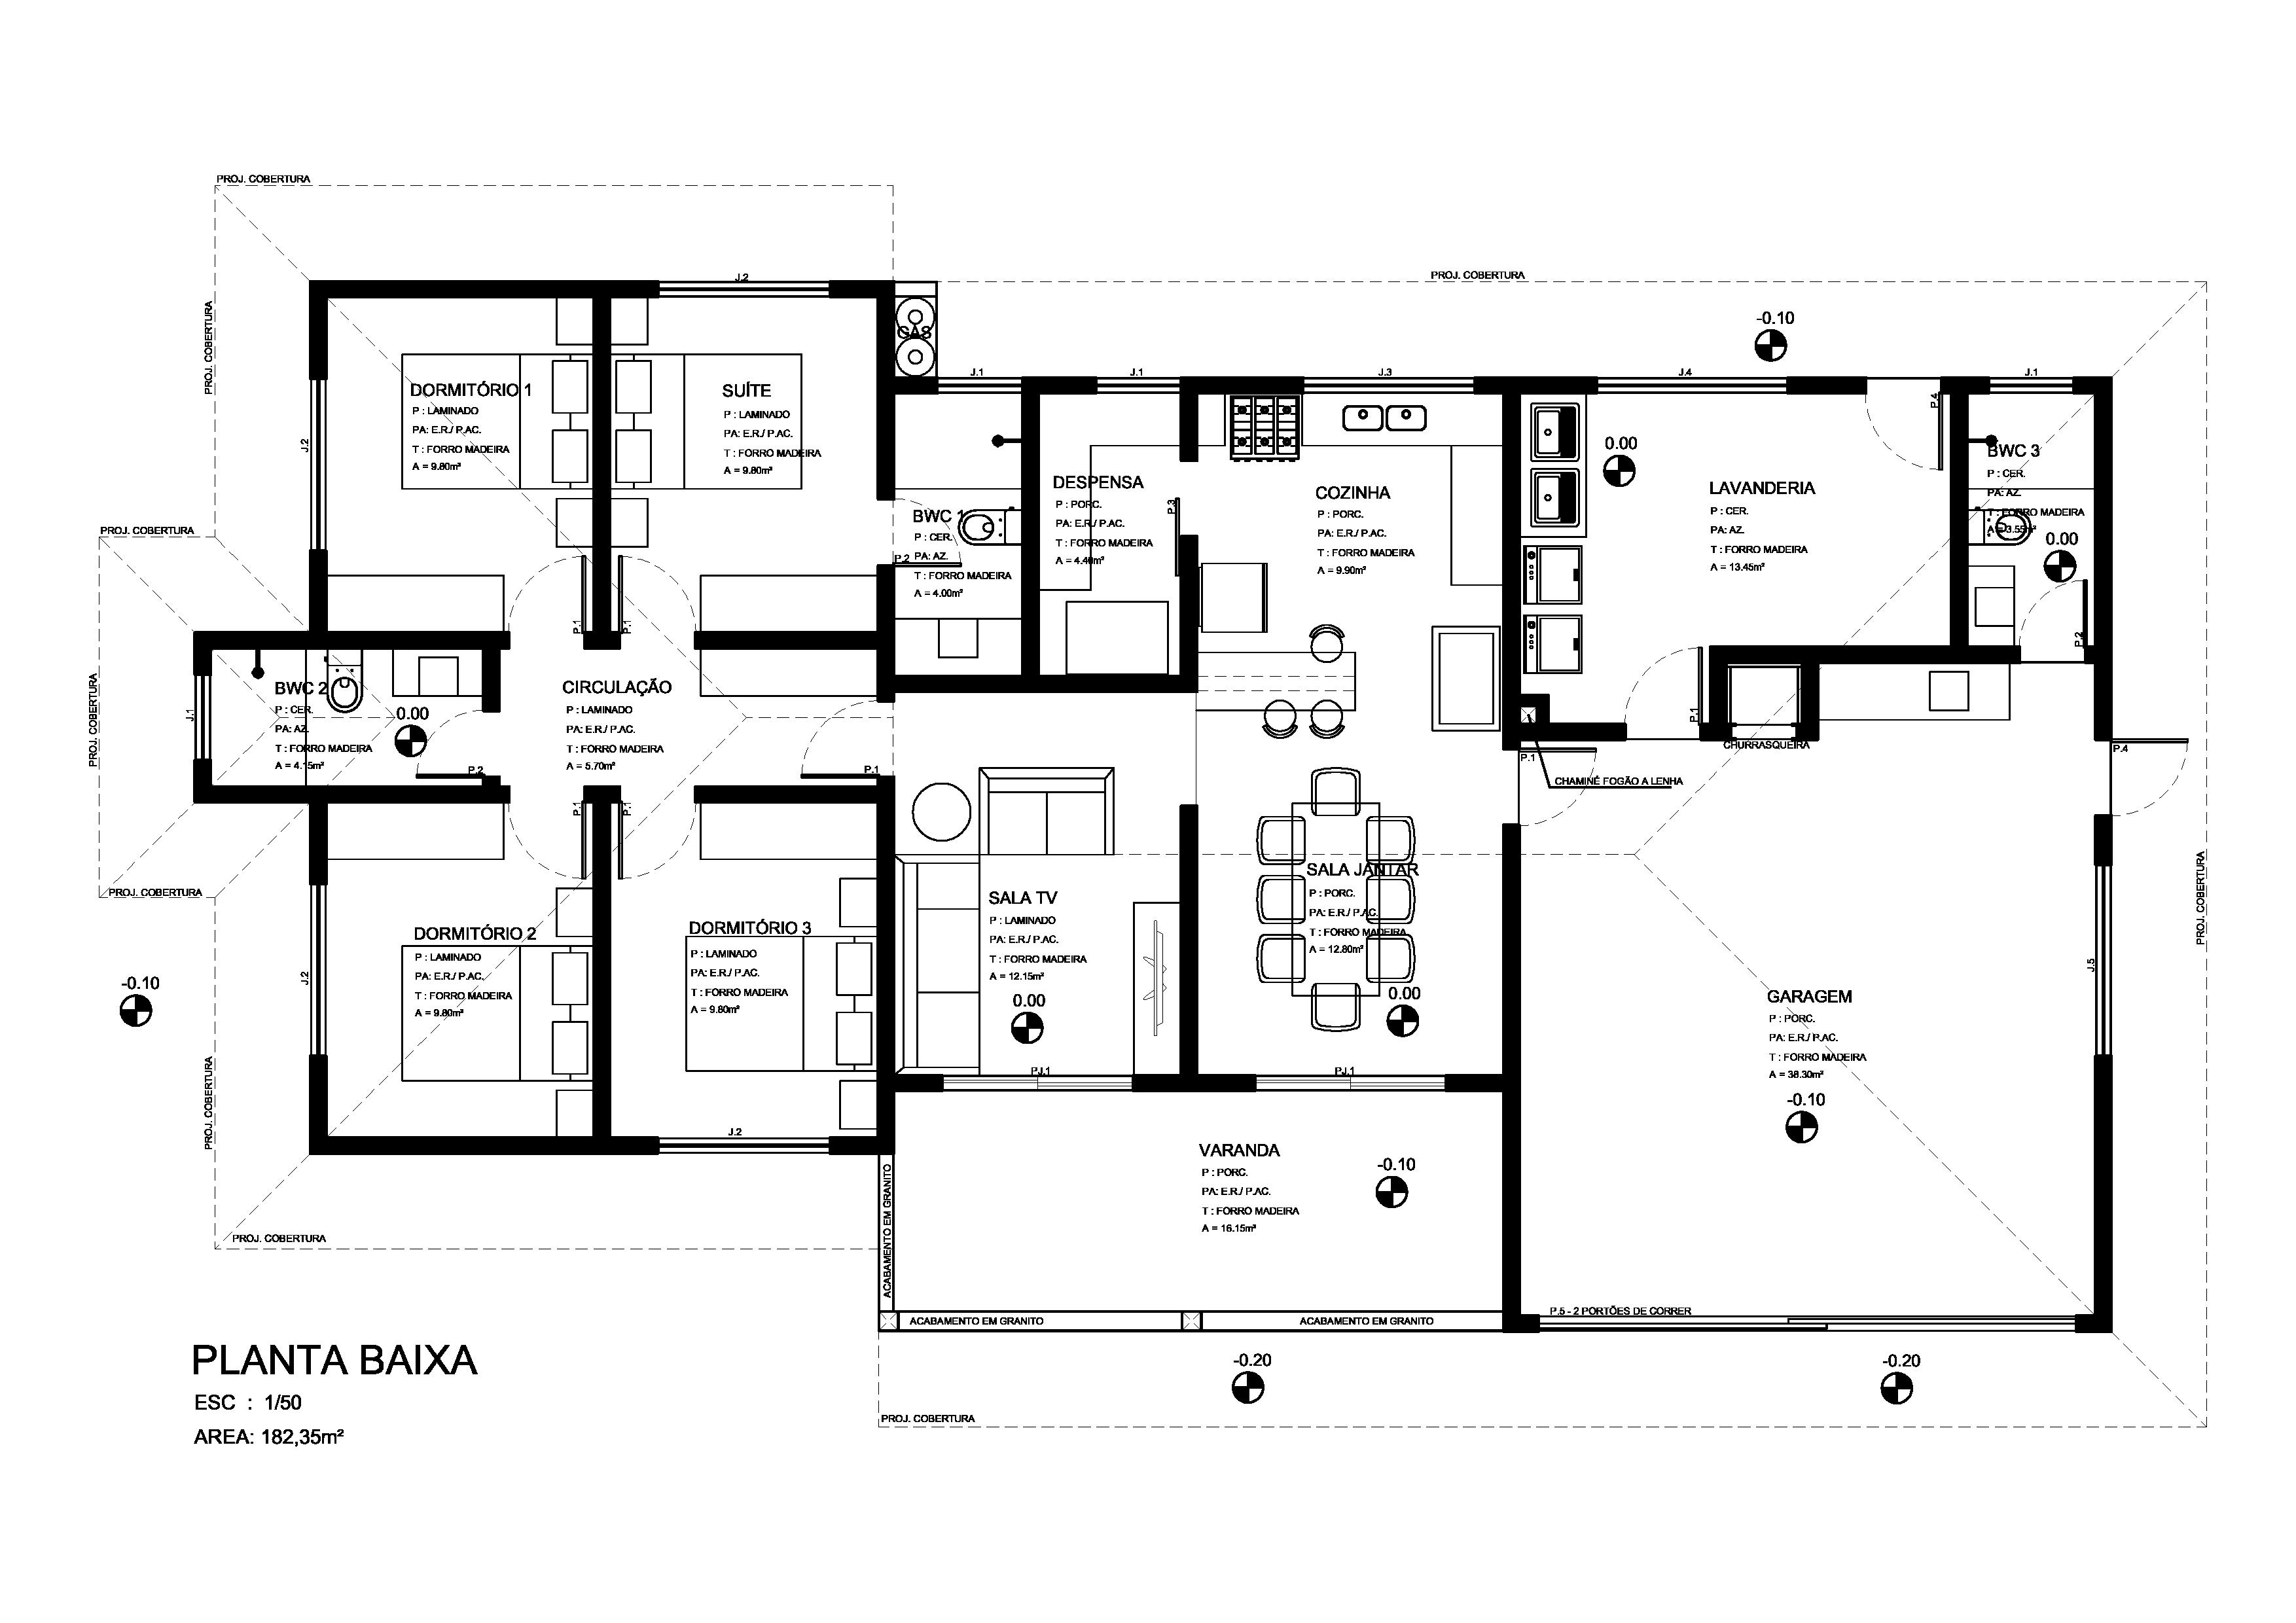 PROJ. COBERTURA
PROJ. COBERTURA
PROJ. COBERTURA
J.2
GÁS
-0.10
DORMITÓRIO 1
P : LAMINADO
PA: E.R./ P.AC.
T : FORRO MADEIRA
A = 9.80m²
J.2
SUÍTE
P : LAMINADO
PA: E.R./ P.AC.
T : FORRO MADEIRA
A = 9.80m²
J.1
J.1
J.3
J.4
J.1
P.4
BWC 1
P : CER.
PA: AZ.
T : FORRO MADEIRA
A = 4.00m²
P.2
DESPENSA
P : PORC.
PA: E.R./ P.AC.
T : FORRO MADEIRA
A = 4.40m²
P.3
COZINHA
P : PORC.
PA: E.R./ P.AC.
T : FORRO MADEIRA
A = 9.90m²
0.00
LAVANDERIA
P : CER.
PA: AZ.
T : FORRO MADEIRA
A = 13.45m²
BWC 3
P : CER.
PA: AZ.
T : FORRO MADEIRA
A = 3.55m²
0.00
P.2
PROJ. COBERTURA
PROJ. COBERTURA
P.1
P.1
J.1
BWC 2
P : CER.
PA: AZ.
T : FORRO MADEIRA
A = 4.15m²
0.00
P.2
CIRCULAÇÃO
P : LAMINADO
PA: E.R./ P.AC.
T : FORRO MADEIRA
A = 5.70m²
P.1
P.1
P.1
CHURRASQUEIRA
CHAMINÉ FOGÃO A LENHA
P.1
P.4
P.1
P.1
PROJ. COBERTURA
DORMITÓRIO 2
P : LAMINADO
PA: E.R./ P.AC.
T : FORRO MADEIRA
A = 9.80m²
J.2
DORMITÓRIO 3
P : LAMINADO
PA: E.R./ P.AC.
T : FORRO MADEIRA
A = 9.80m²
J.2
SALA TV
P : LAMINADO
PA: E.R./ P.AC.
T : FORRO MADEIRA
A = 12.15m²
0.00
PJ.1
SALA JANTAR
P : PORC.
PA: E.R./ P.AC.
T : FORRO MADEIRA
A = 12.80m²
0.00
PJ.1
GARAGEM
P : PORC.
PA: E.R./ P.AC.
T : FORRO MADEIRA
A = 38.30m²
-0.10
J.5
PROJ. COBERTURA
-0.10
PROJ. COBERTURA
PROJ. COBERTURA
VARANDA
P : PORC.
PA: E.R./ P.AC.
T : FORRO MADEIRA
A = 16.15m²
-0.10
ACABAMENTO EM GRANITO
ACABAMENTO EM GRANITO
ACABAMENTO EM GRANITO
P.5 - 2 PORTÕES DE CORRER
-0.20
-0.20
PROJ. COBERTURA
PLANTA BAIXA
ESC : 1/50
AREA: 182,35m²